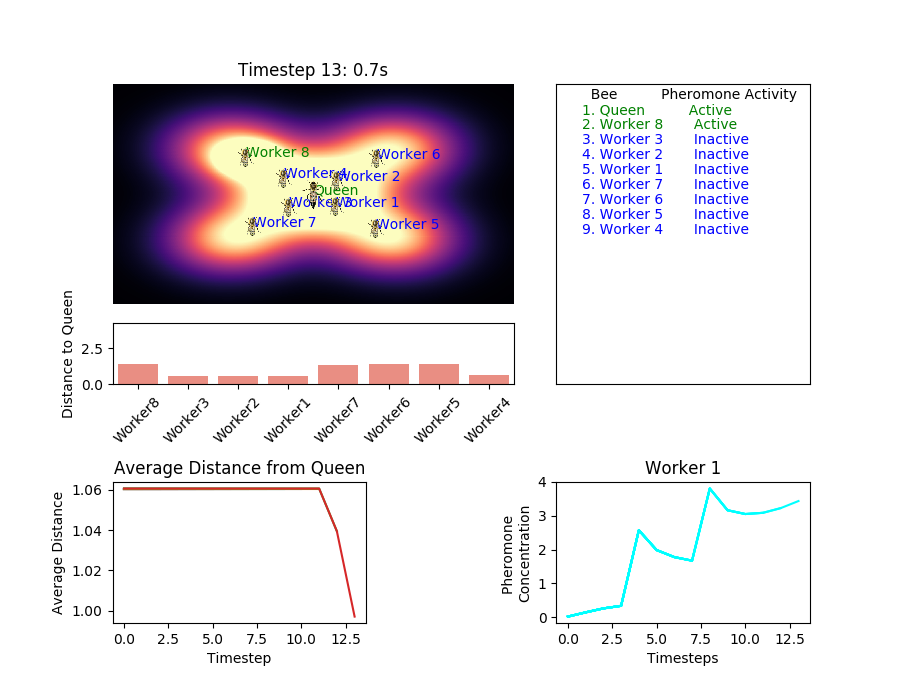 Timestep 13: 0.7s
Worker 8
Worker 6
Worker 4
Worker 2
Queen
Worker 3
Worker 1
Worker 7
Worker 5
Bee Pheromone Activity
1. Queen Active
2. Worker 8 Active
3. Worker 3 Inactive
4. Worker 2 Inactive
5. Worker 1 Inactive
6. Worker 7 Inactive
7. Worker 6 Inactive
8. Worker 5 Inactive
9. Worker 4 Inactive
Distance to Queen
2.5
0.0
Worker8 Worker3 Worker2 Worker1 Worker7 Worker6 Worker5 Worker4
Average Distance from Queen
Average Distance
1.06
1.04
1.02
1.00
0.0 2.5 5.0 7.5 10.0 12.5
Timestep
Worker 1
Pheromone
Concentration
4
3
2
1
0
0.0 2.5 5.0 7.5 10.0 12.5
Timesteps